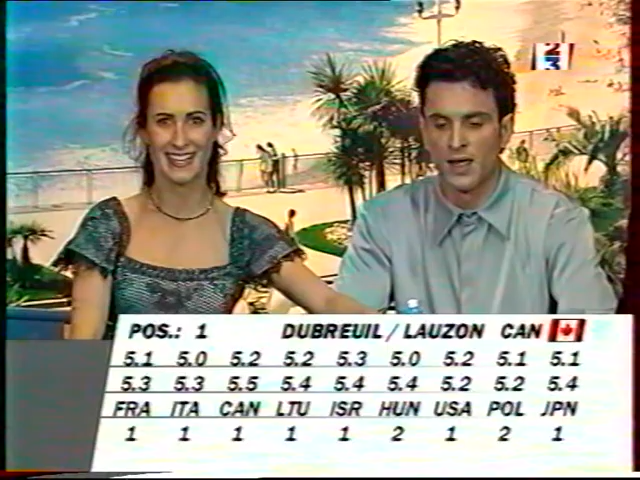 2
3
POS.: 1 DUBREUIL / LAUZON CAN
5.1 5.0 5.2 5.2 5.3 5.0 5.2 5.1 5.1
5.3 5.3 5.5 5.4 5.4 5.4 5.2 5.2 5.4
FRA ITA CAN LTU ISR HUN USA POL JPN
1 1 1 1 1 2 1 2 1